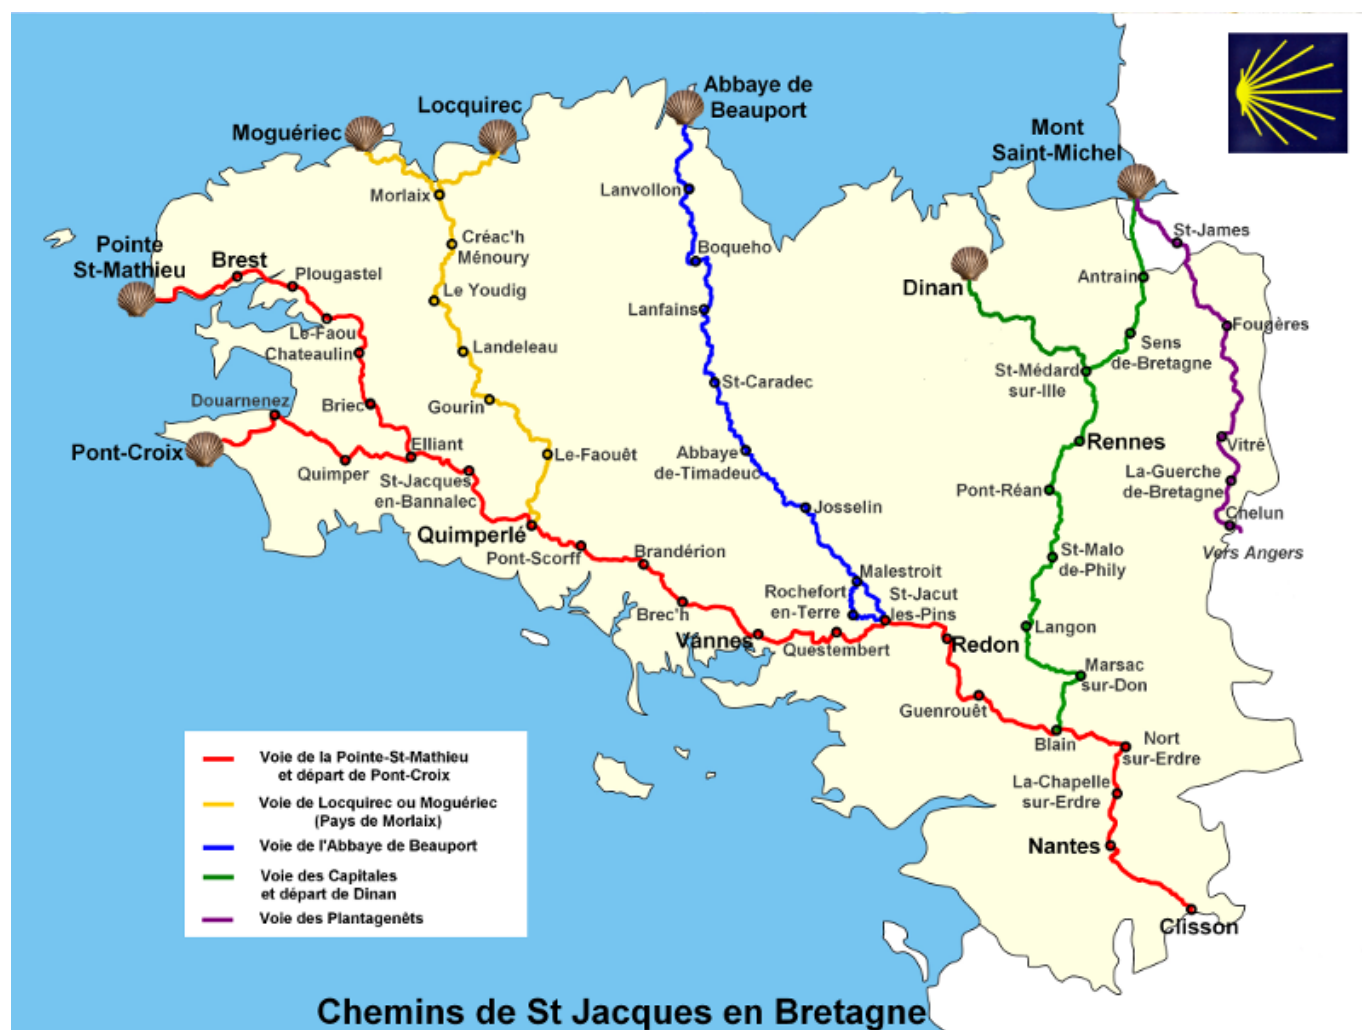 Abbaye de
Beauport
Locquirec
Moguériec
Mont
Saint-Michel
Lanvollon
Morlaix
St-James
Créac'h
Ménoury
Boqueho
Pointe
St-Mathieu
Brest
Plougastel
Antrain
Dinan
Le Youdig
Lanfains
Fougères
Le-Faou
Chateaulin
Landeleau
Sens
de-Bretagne
St-Médard
sur-Ille
St-Caradec
Douarnenez
Briec
Gourin
Pont-Croix
Elliant
Rennes
Vitré
Quimper
Le-Faouêt
Abbaye
de-Timadeuc
St-Jacques
en-Bannalec
La-Guerche
de-Bretagne
Pont-Réan
Josselin
Chelun
Quimperlé
Pont-Scorff
Brandérion
Vers Angers
St-Malo
de-Phily
Malestroit
Rochefort
en-Terre
St-Jacut
les-Pins
Brec'h
Langon
Vannes
Questembert
Redon
Marsac
sur-Don
Guenrouêt
Blain
Nort
sur-Erdre
La-Chapelle
sur-Erdre
Nantes
Clisson
Voie de la Pointe-St-Mathieu
et départ de Pont-Croix
Voie de Locquirec ou Moguériec
(Pays de Morlaix)
Voie de l'Abbaye de Beauport
Voie des Capitales
et départ de Dinan
Voie des Plantagenêts
Chemins de St Jacques en Bretagne